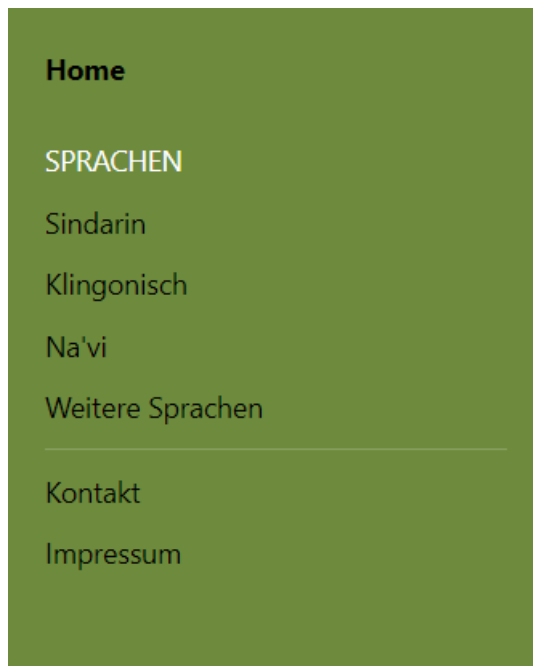 Home
SPRACHEN
Sindarin
Klingonisch
Na'vi
Weitere Sprachen
Kontakt
Impressum